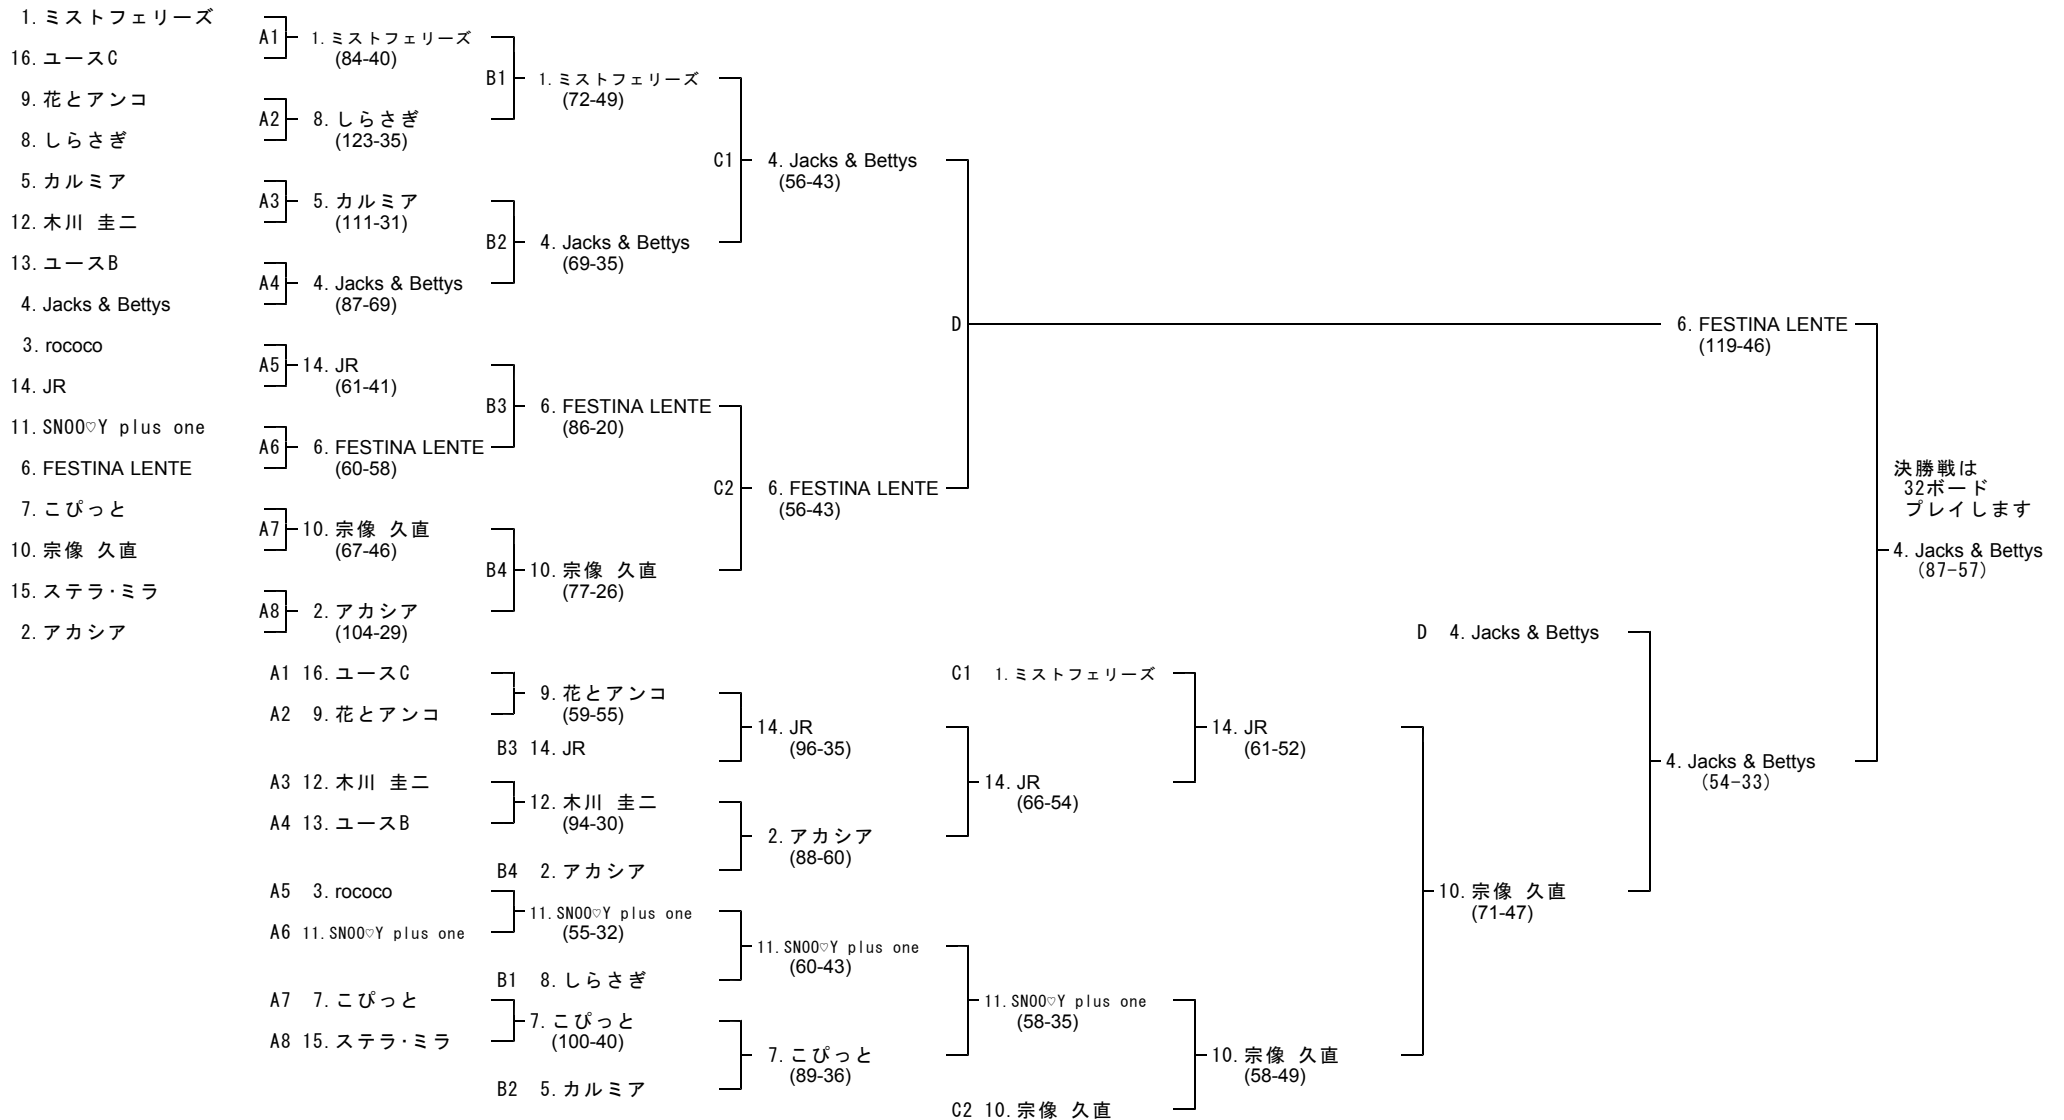 1. ミストフェリーズ
16. ユースC
9. 花とアンコ
8. しらさぎ
5. カルミア
12. 木川 圭二
13. ユースB
4. Jacks & Bettys
3. rococo
14. JR
11. SNOO♡Y plus one
6. FESTINA LENTE
7. こぴっと
10. 宗像 久直
15. ステラ･ミラ
2. アカシア
A1 1. ミストフェリーズ
(84-40)
A2 8. しらさぎ
(123-35)
A3 5. カルミア
(111-31)
A4 4. Jacks & Bettys
(87-69)
A5 14. JR
(61-41)
A6 6. FESTINA LENTE
(60-58)
A7 10. 宗像 久直
(67-46)
A8 2. アカシア
(104-29)
B1 1. ミストフェリーズ
(72-49)
B2 4. Jacks & Bettys
(69-35)
B3 6. FESTINA LENTE
(86-20)
B4 10. 宗像 久直
(77-26)
C1 4. Jacks & Bettys
(56-43)
C2 6. FESTINA LENTE
(56-43)
D 6. FESTINA LENTE
(119-46)
決勝戦は
32ボード
プレイします
4. Jacks & Bettys
(87-57)
A1 16. ユースC
A2 9. 花とアンコ
A3 12. 木川 圭二
A4 13. ユースB
A5 3. rococo
A6 11. SNOO♡Y plus one
A7 7. こぴっと
A8 15. ステラ･ミラ
9. 花とアンコ
(59-55)
B3 14. JR
12. 木川 圭二
(94-30)
B4 2. アカシア
11. SNOO♡Y plus one
(55-32)
B1 8. しらさぎ
7. こぴっと
(100-40)
B2 5. カルミア
14. JR
(96-35)
2. アカシア
(88-60)
11. SNOO♡Y plus one
(60-43)
7. こぴっと
(89-36)
C1 1. ミストフェリーズ
14. JR
(66-54)
11. SNOO♡Y plus one
(58-35)
C2 10. 宗像 久直
14. JR
(61-52)
10. 宗像 久直
(58-49)
D 4. Jacks & Bettys
10. 宗像 久直
(71-47)
4. Jacks & Bettys
(54-33)